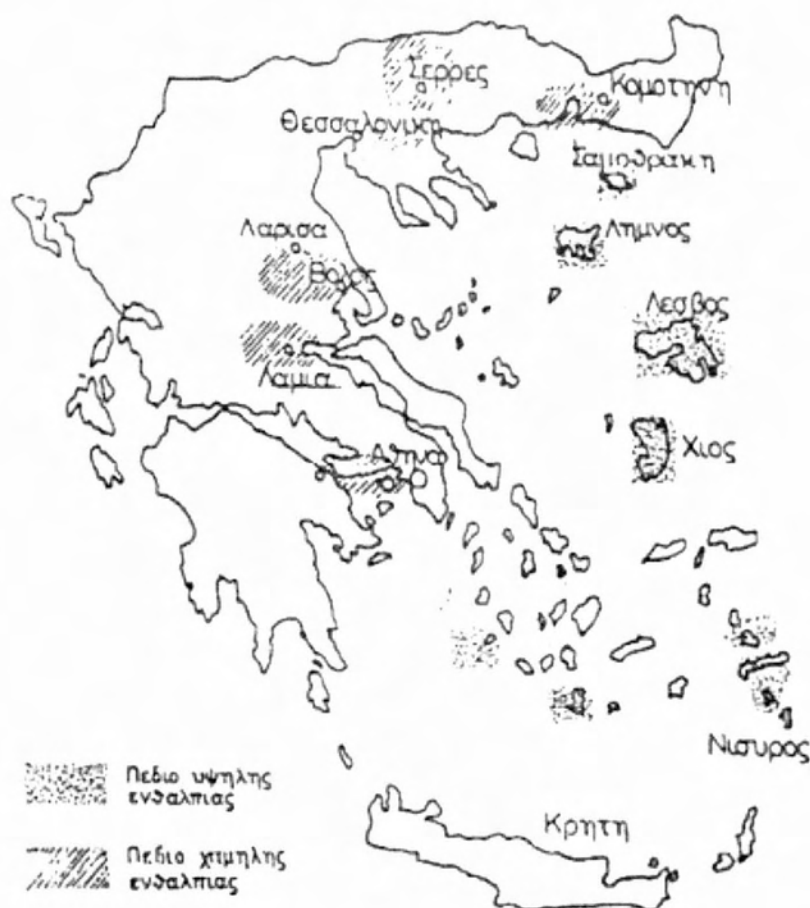 Σερρες
Κομοτηνη
Θεσσαλονικη
Σαμοθρακη
Λαρισα
Λημνος
Βολος
Λεσβος
Λαμια
Αθηνα
Χιος
Νισυρος
Πεδιο υψηλης
ενθαλπιας
Κρητη
Πεδιο χαμηλης
ενθαλπιας